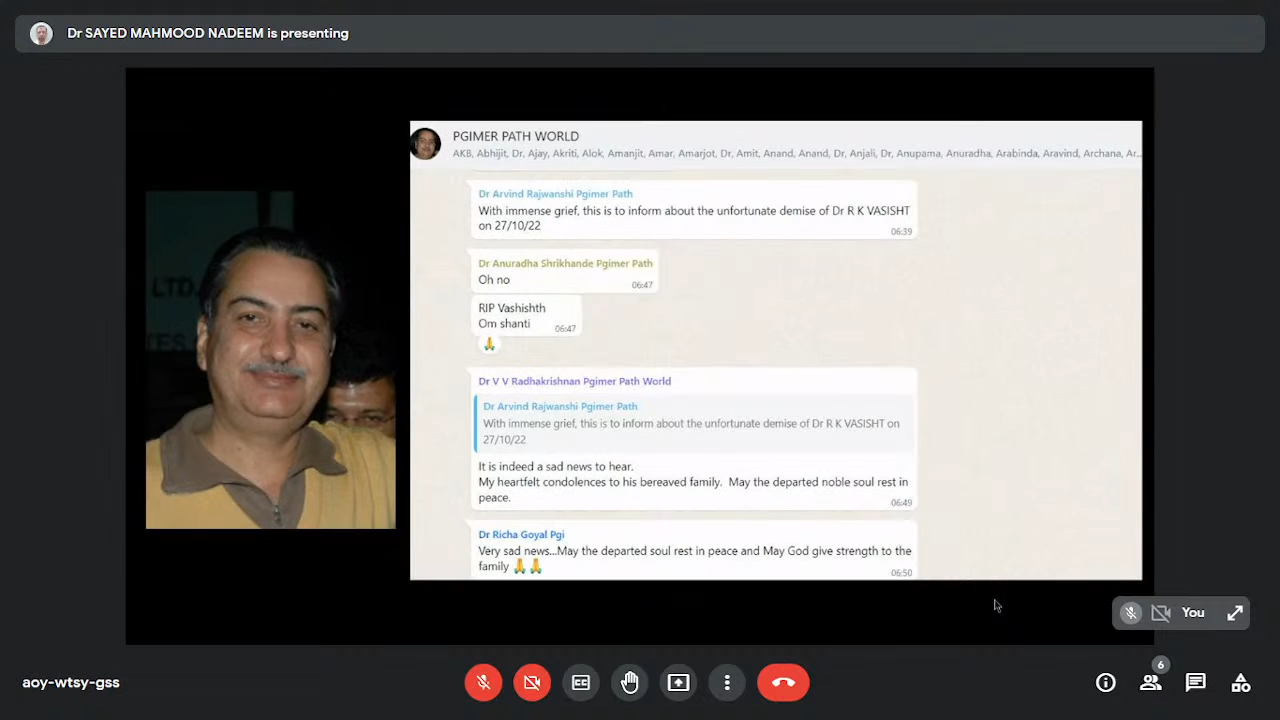 Dr SAYED MAHMOOD NADEEM is presenting
LTD.
PGIMER PATH WORLD
AKB, Abhijit, Dr, Ajay, Akriti, Alok, Amanjit, Amar, Amarjot, Dr, Amit, Anand, Anand, Dr, Anjali, Dr, Anupama, Anuradha, Arabinda, Aravind, Archana, Ar...
Dr Arvind Rajwanshi Pgimer Path
With immense grief, this is to inform about the unfortunate demise of Dr R K VASISHT
on 27/10/22
06:39
Dr Anuradha Shrikhande Pgimer Path
Oh no
06:47
RIP Vashishth
Om shanti
06:47
🙏
Dr V V Radhakrishnan Pgimer Path World
Dr Arvind Rajwanshi Pgimer Path
With immense grief, this is to inform about the unfortunate demise of Dr R K VASISHT on
27/10/22
It is indeed a sad news to hear.
My heartfelt condolences to his bereaved family. May the departed noble soul rest in
peace.
06:49
Dr Richa Goyal Pgi
Very sad news...May the departed soul rest in peace and May God give strength to the
family 🙏🙏
06:50
You
aoy-wtsy-gss
CC
6